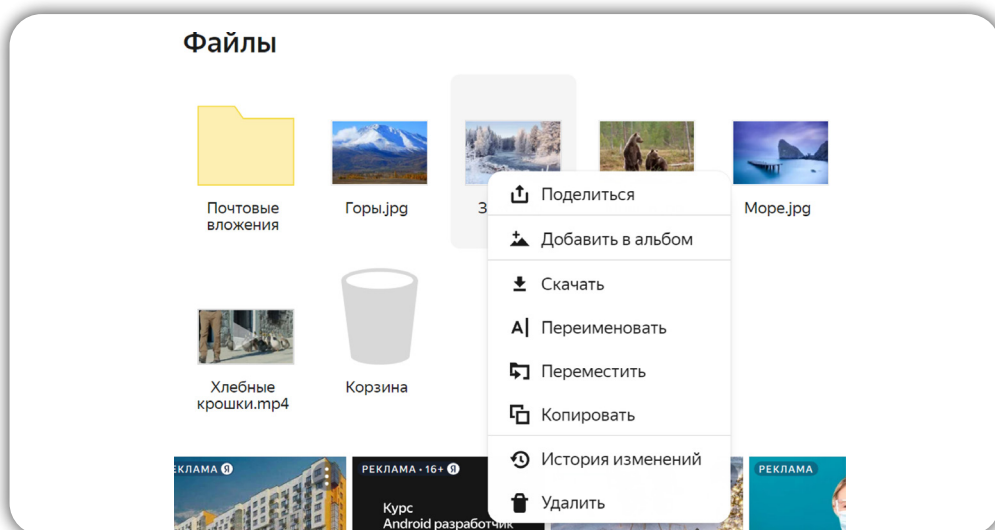 Файлы
Почтовые
вложения
Горы.jpg
З
Море.jpg
Поделиться
Добавить в альбом
Скачать
A| Переименовать
Переместить
Копировать
История изменений
Удалить
Хлебные
крошки.mp4
Корзина
ЕКЛАМА Я
РЕКЛАМА • 16+ Я
Курс
Android разработчик
РЕКЛАМА